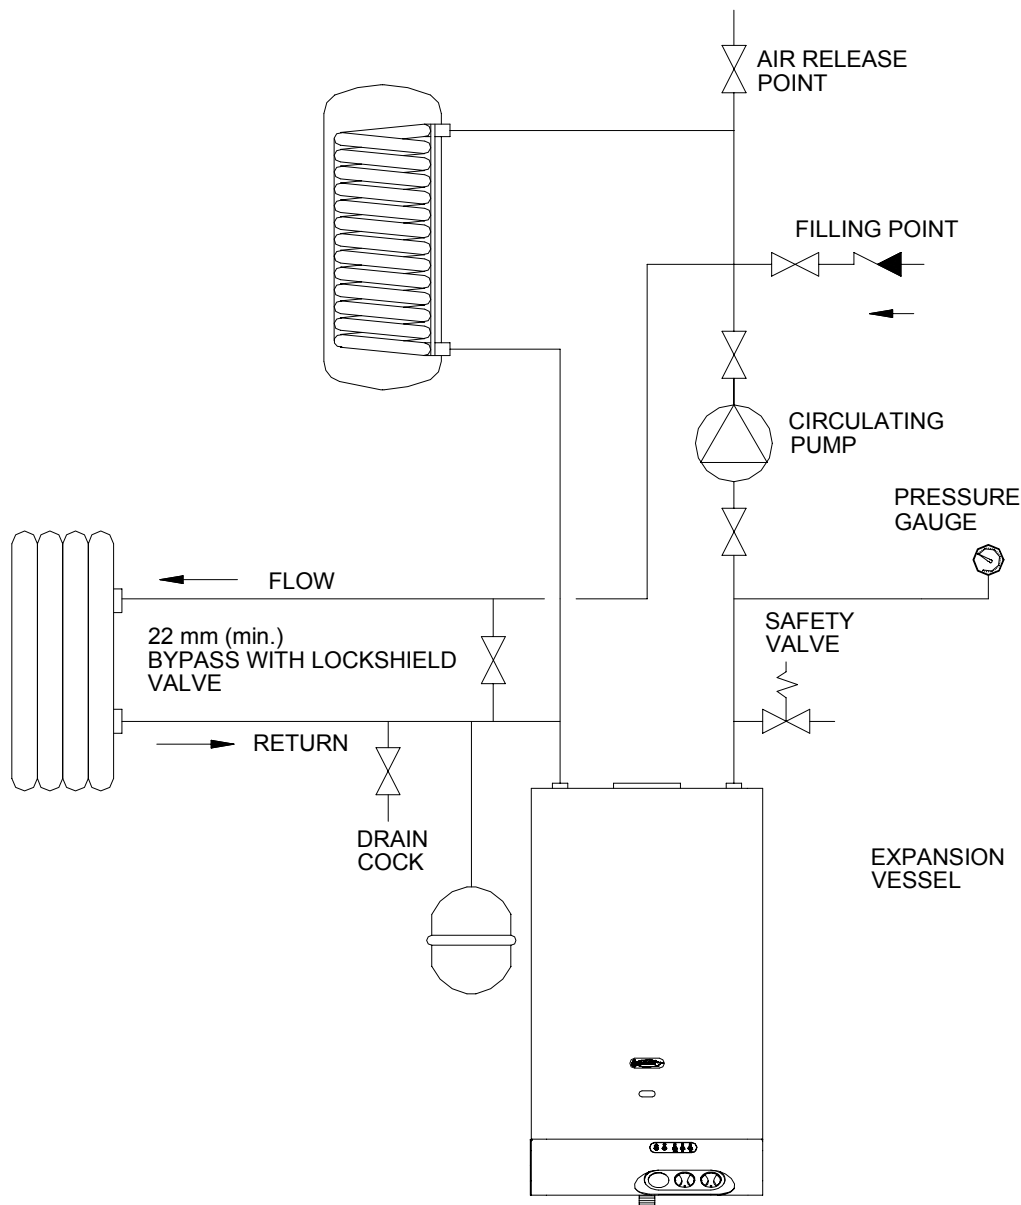 AIR RELEASE
POINT
FILLING POINT
CIRCULATING
PUMP
PRESSURE
GAUGE
FLOW
22 mm (min.)
BYPASS WITH LOCKSHIELD
VALVE
SAFETY
VALVE
RETURN
DRAIN
COCK
EXPANSION
VESSEL